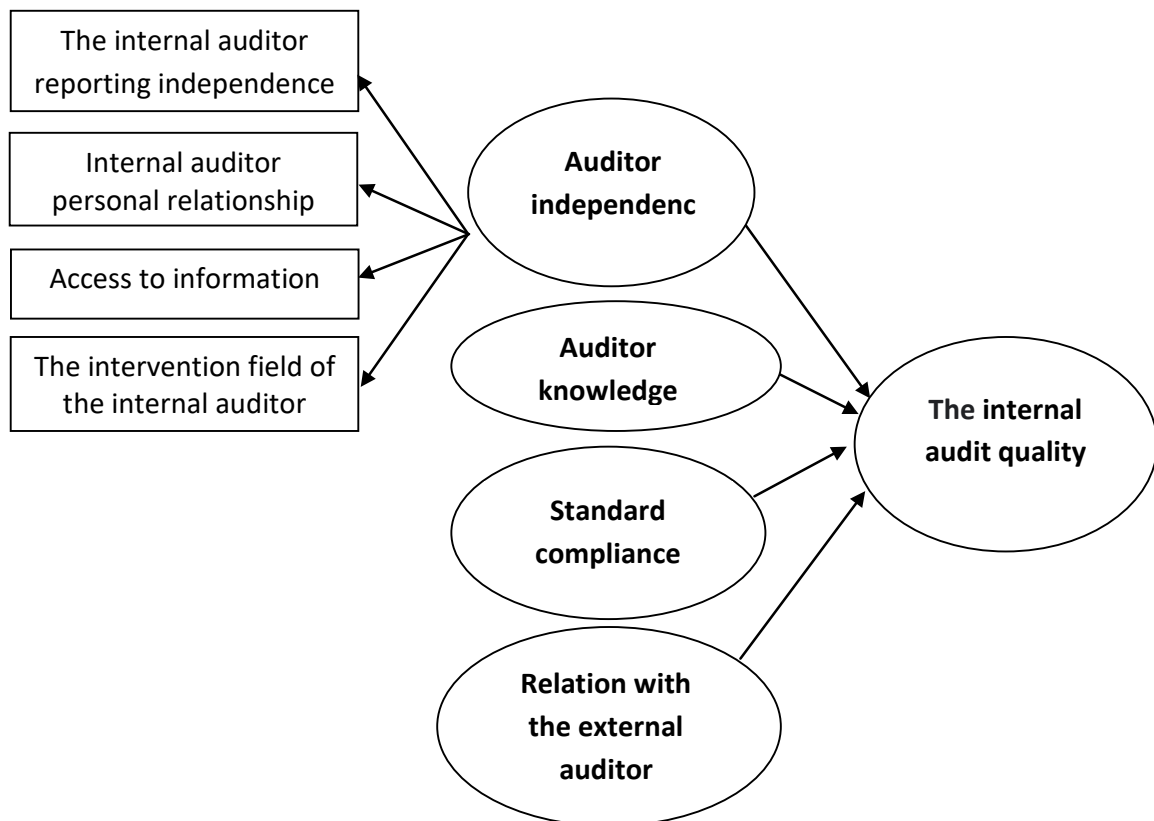 The internal auditor
reporting independence
Internal auditor
personal relationship
Access to information
The intervention field of
the internal auditor
Auditor
independenc
Auditor
knowledge
Standard
compliance
Relation with
the external
auditor
The internal
audit quality